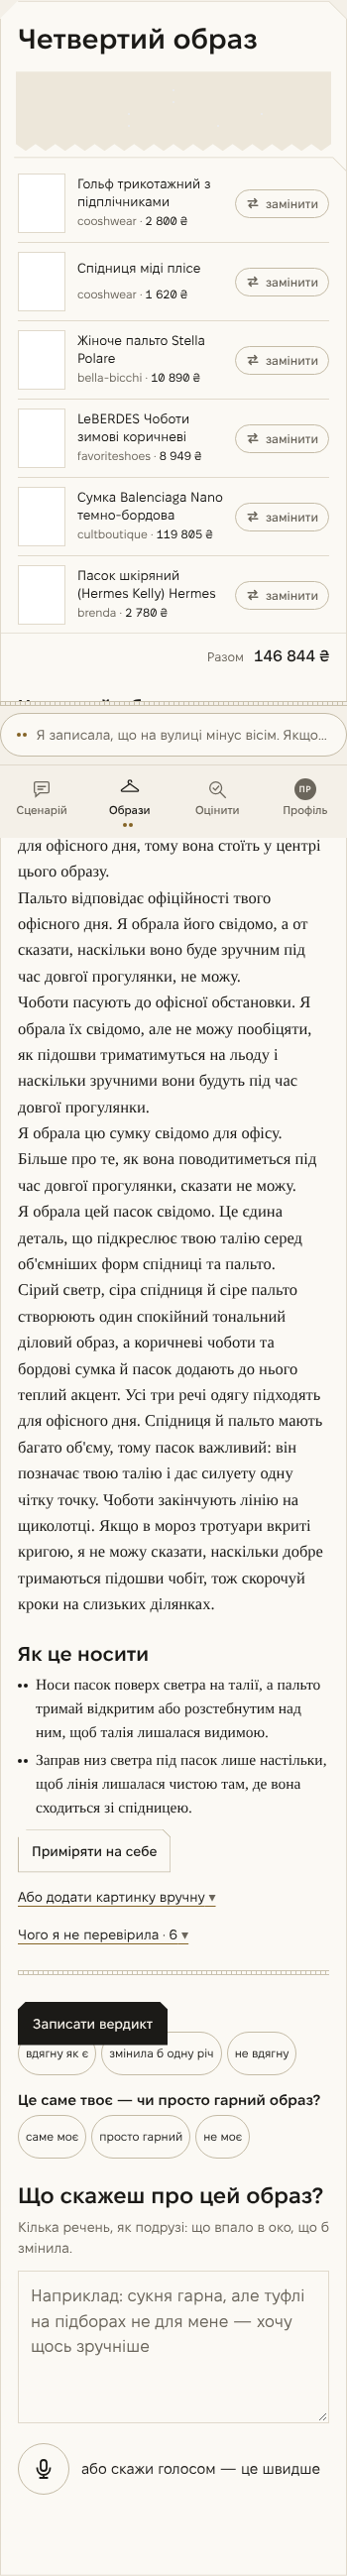 Четвертий образ
Гольф трикотажний з
підплічниками
cooshwear · 2 800 ₴
замінити
Спідниця міді плісе
cooshwear · 1 620 ₴
замінити
Жіноче пальто Stella
Polare
bella-bicchi · 10 890 ₴
замінити
LeBERDES Чоботи
зимові коричневі
favoriteshoes · 8 949 ₴
замінити
Сумка Balenciaga Nano
темно-бордова
cultboutique · 119 805 ₴
замінити
Пасок шкіряний
(Hermes Kelly) Hermes
brenda · 2 780 ₴
замінити
Разом 146 844 ₴
Я записала, що на вулиці мінус вісім. Якщо...
Сценарій
Образи
Оцінити
ПР
Профіль
для офісного дня, тому вона стоїть у центрі
цього образу.
Пальто відповідає офіційності твого
офісного дня. Я обрала його свідомо, а от
сказати, наскільки воно буде зручним під
час довгої прогулянки, не можу.
Чоботи пасують до офісної обстановки. Я
обрала їх свідомо, але не можу пообіцяти,
як підошви триматимуться на льоду і
наскільки зручними вони будуть під час
довгої прогулянки.
Я обрала цю сумку свідомо для офісу.
Більше про те, як вона поводитиметься під
час довгої прогулянки, сказати не можу.
Я обрала цей пасок свідомо. Це єдина
деталь, що підкреслює твою талію серед
об'ємніших форм спідниці та пальто.
Сірий светр, сіра спідниця й сіре пальто
створюють один спокійний тональний
діловий образ, а коричневі чоботи та
бордові сумка й пасок додають до нього
теплий акцент. Усі три речі одягу підходять
для офісного дня. Спідниця й пальто мають
багато об'єму, тому пасок важливий: він
позначає твою талію і дає силуету одну
чітку точку. Чоботи закінчують лінію на
щиколотці. Якщо в мороз тротуари вкриті
кригою, я не можу сказати, наскільки добре
тримаються підошви чобіт, тож скорочуй
кроки на слизьких ділянках.
Як це носити
Носи пасок поверх светра на талії, а пальто
тримай відкритим або розстебнутим над
ним, щоб талія лишалася видимою.
Заправ низ светра під пасок лише настільки,
щоб лінія лишалася чистою там, де вона
сходиться зі спідницею.
Приміряти на себе
Або додати картинку вручну ▾
Чого я не перевірила · 6 ▾
Записати вердикт
вдягну як є
змінила б одну річ
не вдягну
Це саме твоє — чи просто гарний образ?
саме моє
просто гарний
не моє
Що скажеш про цей образ?
Кілька речень, як подрузі: що впало в око, що б
змінила.
Наприклад: сукня гарна, але туфлі
на підборах не для мене — хочу
щось зручніше
або скажи голосом — це швидше